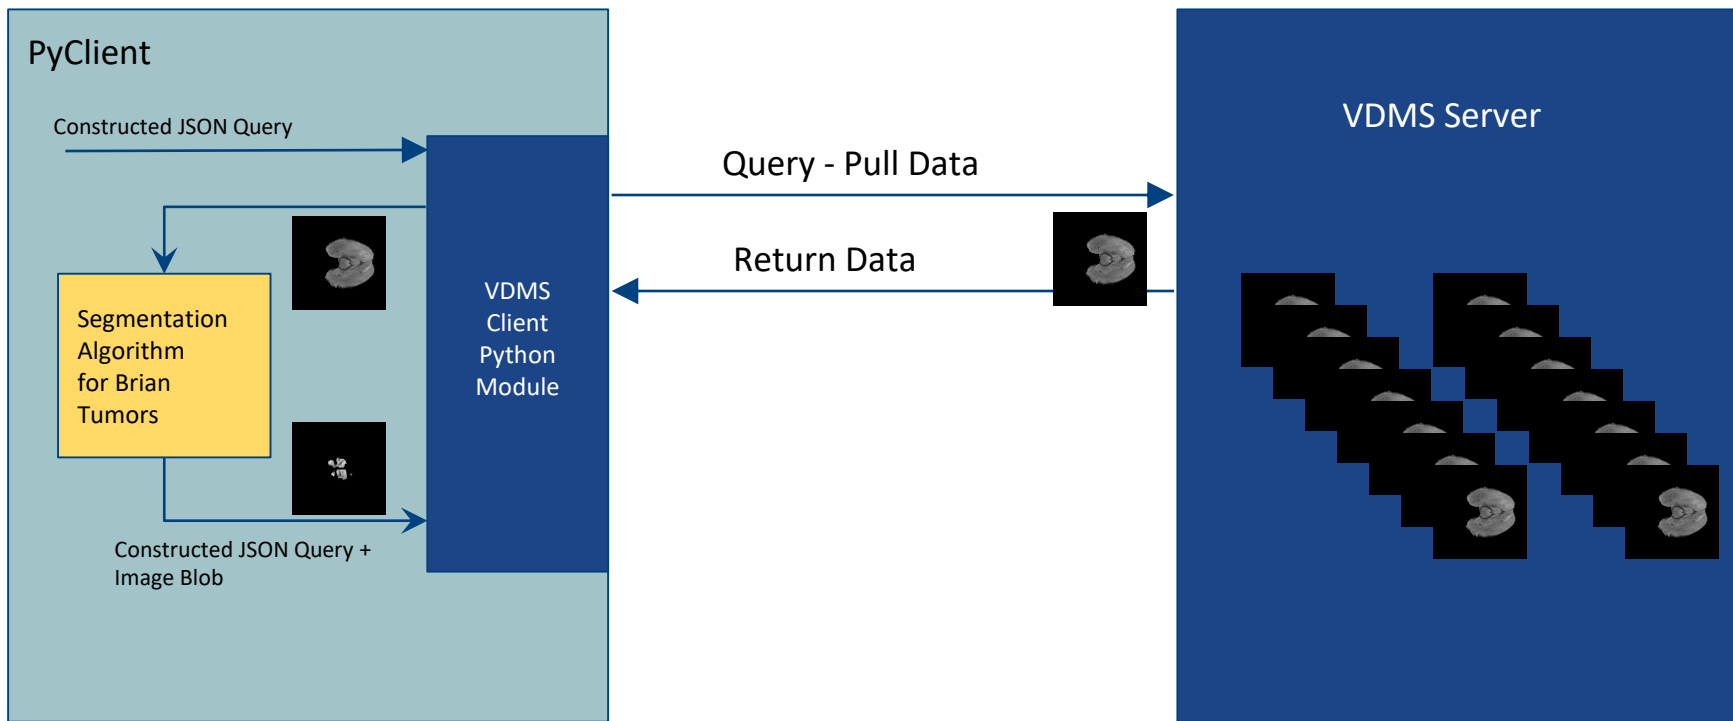 PyClient
Constructed JSON Query
Segmentation
Algorithm
for Brian
Tumors
Constructed JSON Query +
Image Blob
VDMS
Client
Python
Module
Query - Pull Data
Return Data
VDMS Server